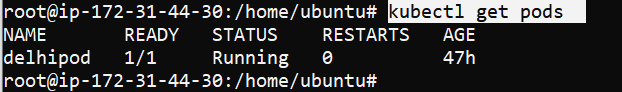 root@ip-172-31-44-30:/home/ubuntu# kubectl get pods
NAME READY STATUS RESTARTS AGE
delhipod 1/1 Running 0 47h
root@ip-172-31-44-30:/home/ubuntu#